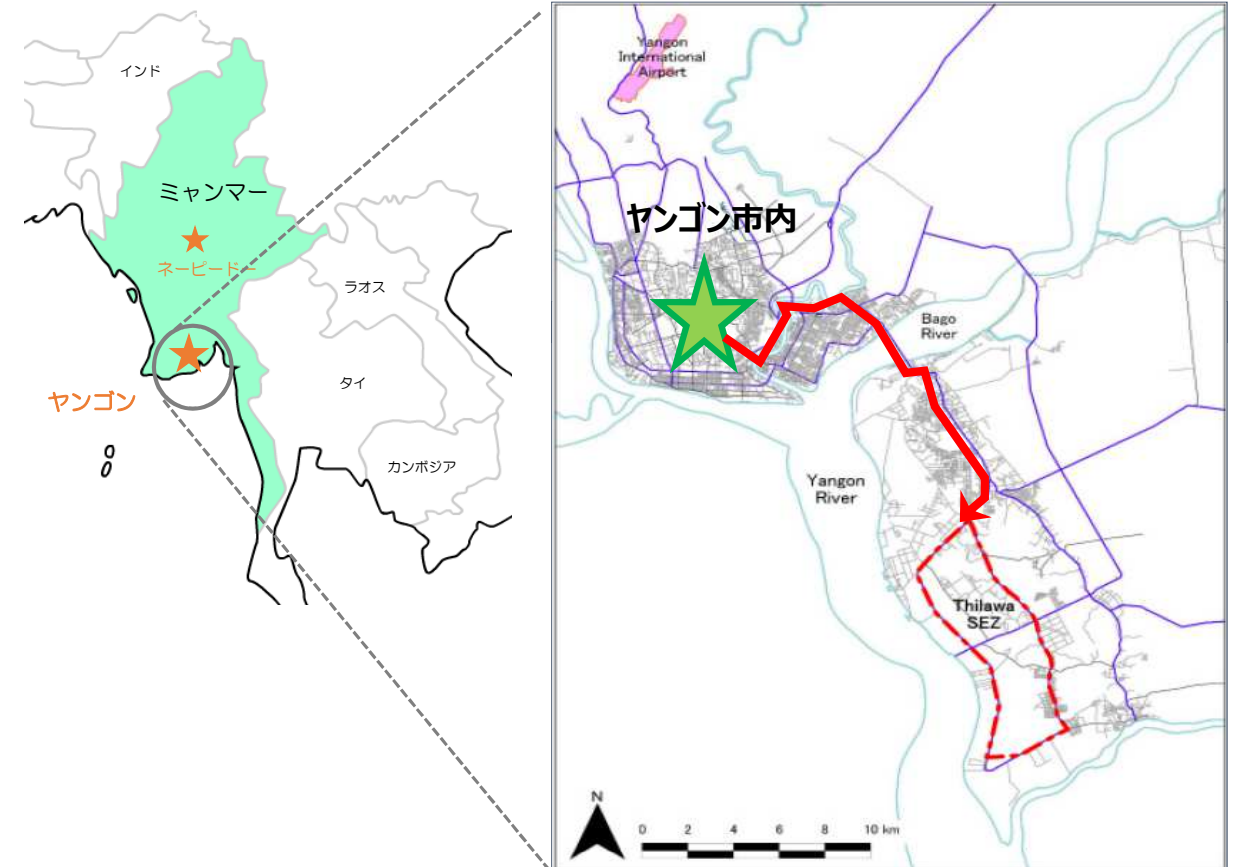 インド
ミャンマー
ネーピードー
ラオス
タイ
ヤンゴン
カンボジア
Yangon
International
Airport
ヤンゴン市内
Bago
River
Yangon
River
Thilawa
SEZ
N
0 2 4 6 8 10 km